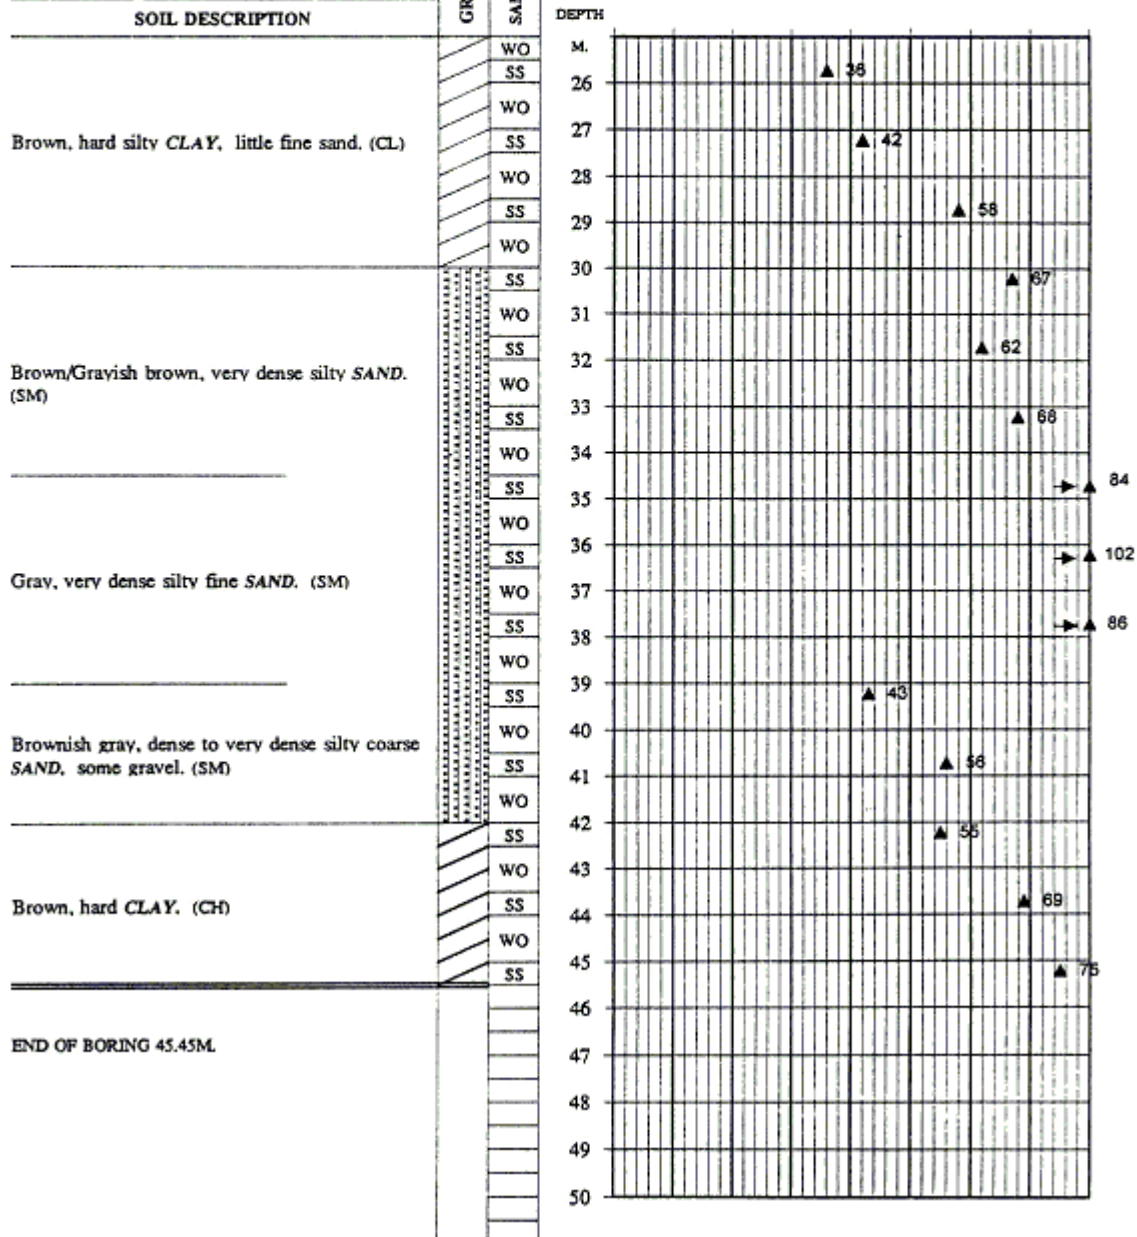 SOIL DESCRIPTION
DEPTH
M.
WO
SS
36
26
WO
27
Brown, hard silty CLAY, little fine sand. (CL)
SS
42
WO
28
SS
58
29
WO
30
SS
67
WO
31
SS
62
32
Brown/Grayish brown, very dense silty SAND.
(SM)
WO
33
SS
68
WO
34
SS
84
35
WO
36
SS
102
Gray, very dense silty fine SAND. (SM)
WO
37
SS
86
38
WO
39
SS
43
WO
40
Brownish gray, dense to very dense silty coarse
SAND, some gravel. (SM)
SS
56
41
WO
42
SS
55
43
WO
Brown, hard CLAY. (CH)
SS
69
44
WO
45
SS
75
46
END OF BORING 45.45M.
47
48
49
50